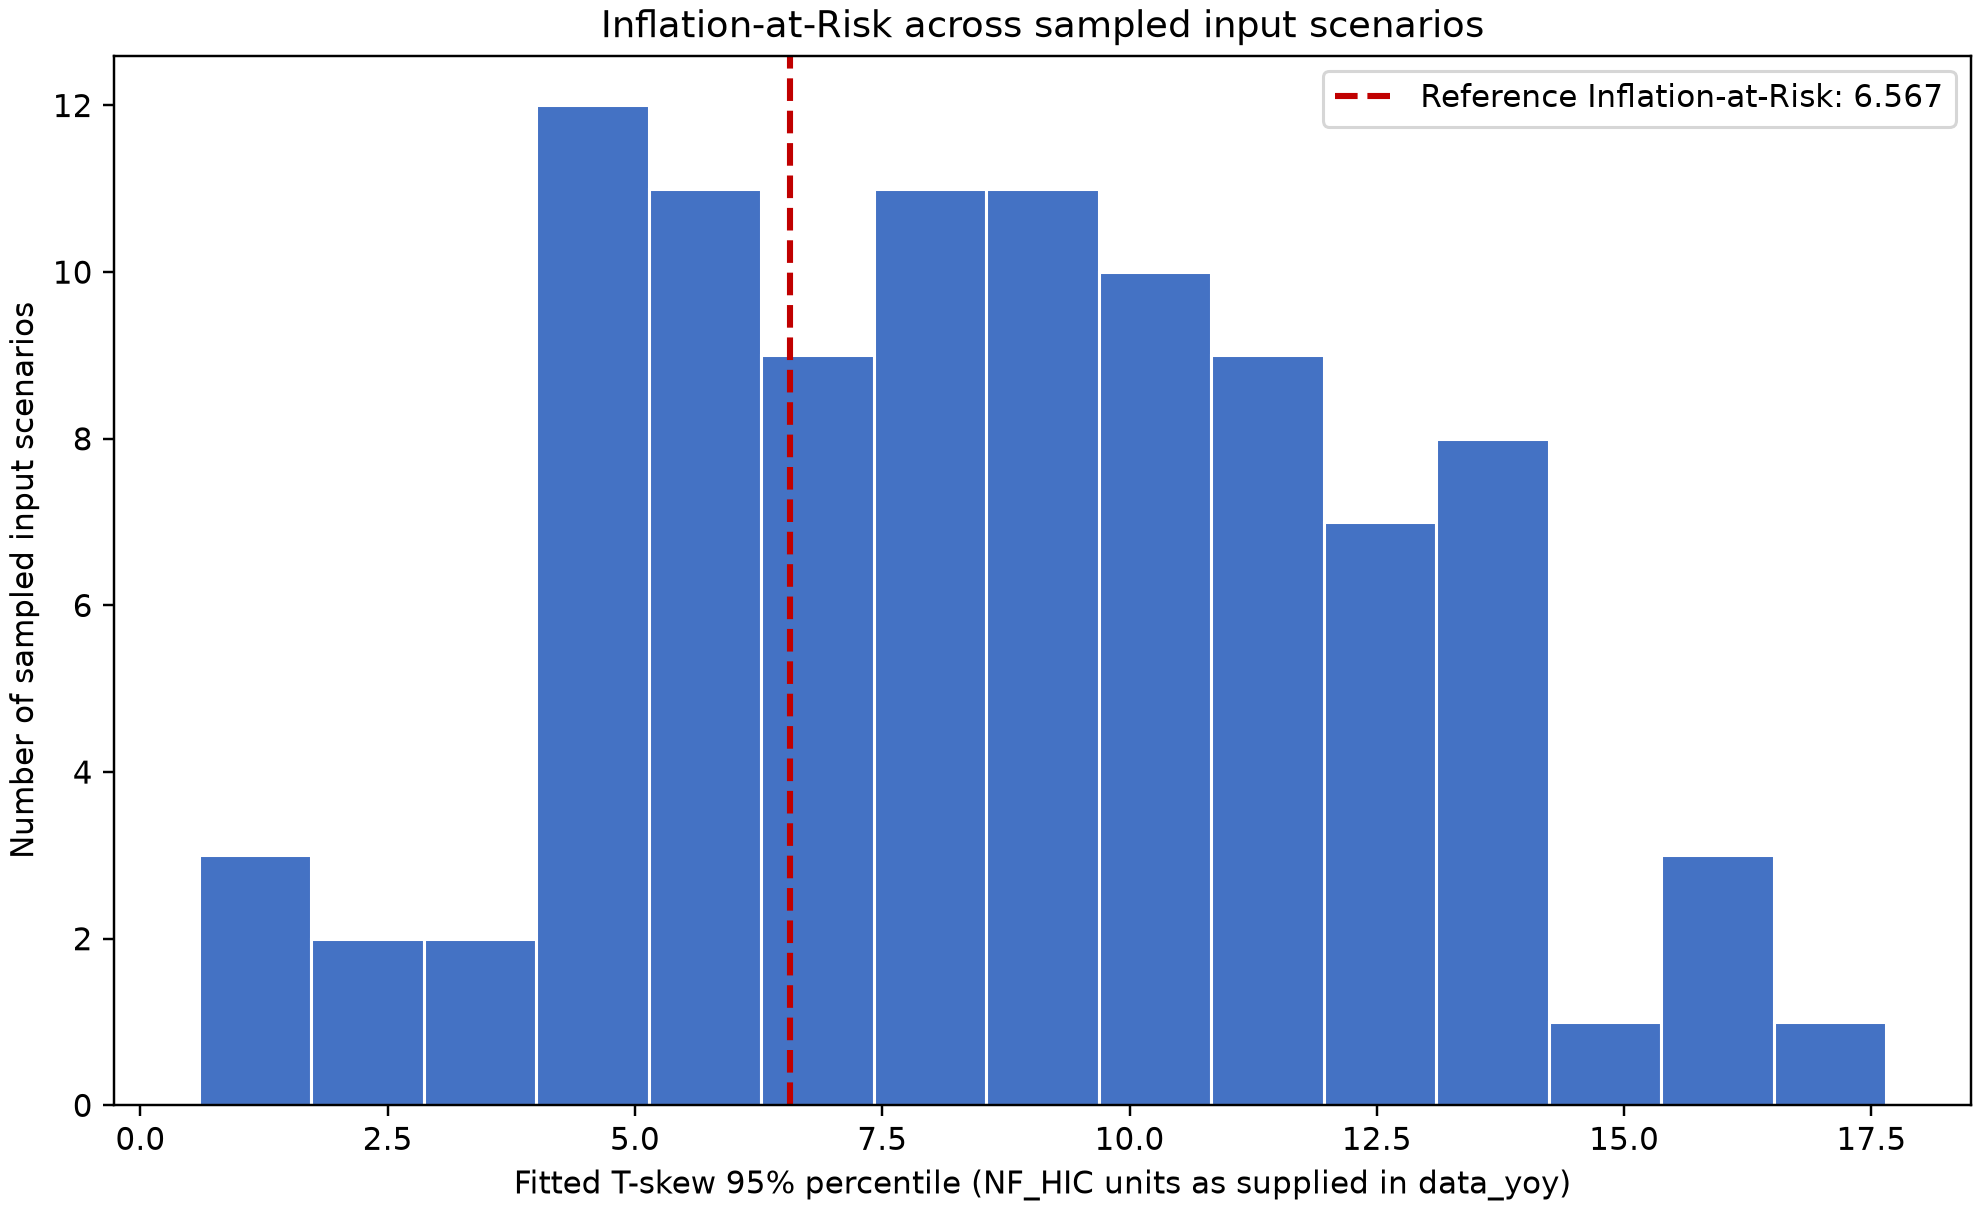 Inflation-at-Risk across sampled input scenarios
Reference Inflation-at-Risk: 6.567
Number of sampled input scenarios
12
10
8
6
4
2
0
0.0 2.5 5.0 7.5 10.0 12.5 15.0 17.5
Fitted T-skew 95% percentile (NF_HIC units as supplied in data_yoy)